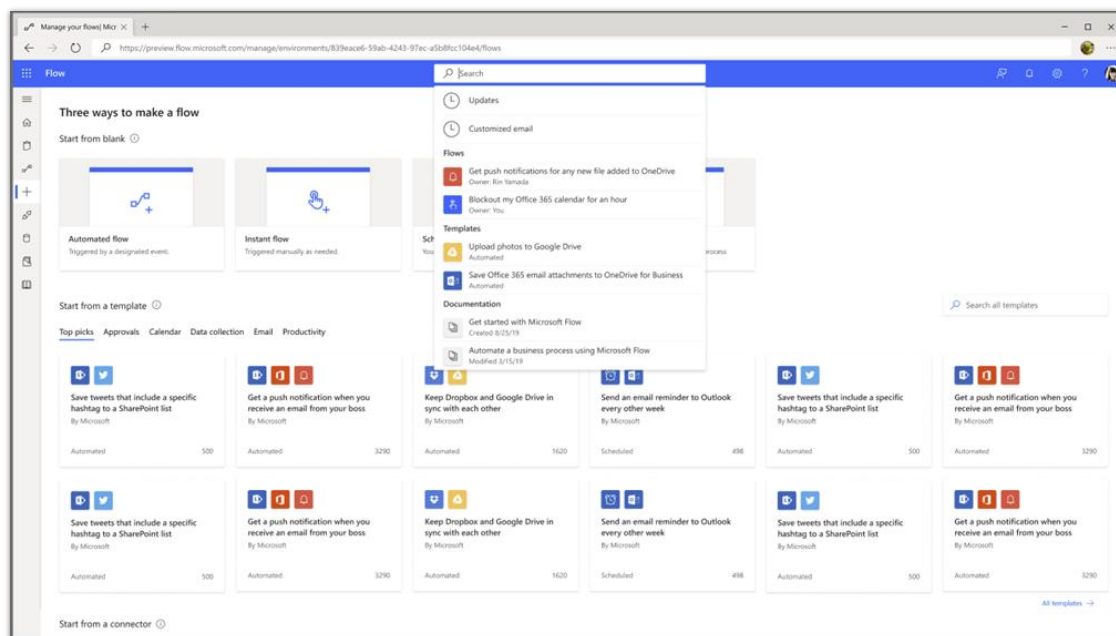 Manage your flows| Micr
https://preview.flow.microsoft.com/manage/environments/839eace6-59ab-4243-97ec-a5b8fcc104e4/flows
Flow
Search
Updates
Customized email
Flows
Get push notifications for any new file added to OneDrive
Owner: Rin Yamada
Blockout my Office 365 calendar for an hour
Owner: You
Templates
Upload photos to Google Drive
Automated
Save Office 365 email attachments to OneDrive for Business
Automated
Documentation
Get started with Microsoft Flow
Created 8/25/19
Automate a business process using Microsoft Flow
Modified 3/15/19
Three ways to make a flow
Start from blank
Automated flow
Triggered by a designated event.
Instant flow
Triggered manually as needed.
Sch
You
rocess
Start from a template
Search all templates
Top picks Approvals Calendar Data collection Email Productivity
Save tweets that include a specific
hashtag to a SharePoint list
By Microsoft
Automated 500
Get a push notification when you
receive an email from your boss
By Microsoft
Automated 3290
Keep Dropbox and Google Drive in
sync with each other
By Microsoft
Automated 1620
Send an email reminder to Outlook
every other week
By Microsoft
Scheduled 498
Save tweets that include a specific
hashtag to a SharePoint list
By Microsoft
Automated 500
Get a push notification when you
receive an email from your boss
By Microsoft
Automated 3290
Save tweets that include a specific
hashtag to a SharePoint list
By Microsoft
Automated 500
Get a push notification when you
receive an email from your boss
By Microsoft
Automated 3290
Keep Dropbox and Google Drive in
sync with each other
By Microsoft
Automated 1620
Send an email reminder to Outlook
every other week
By Microsoft
Scheduled 498
Save tweets that include a specific
hashtag to a SharePoint list
By Microsoft
Automated 500
Get a push notification when you
receive an email from your boss
By Microsoft
Automated 3290
All templates
Start from a connector